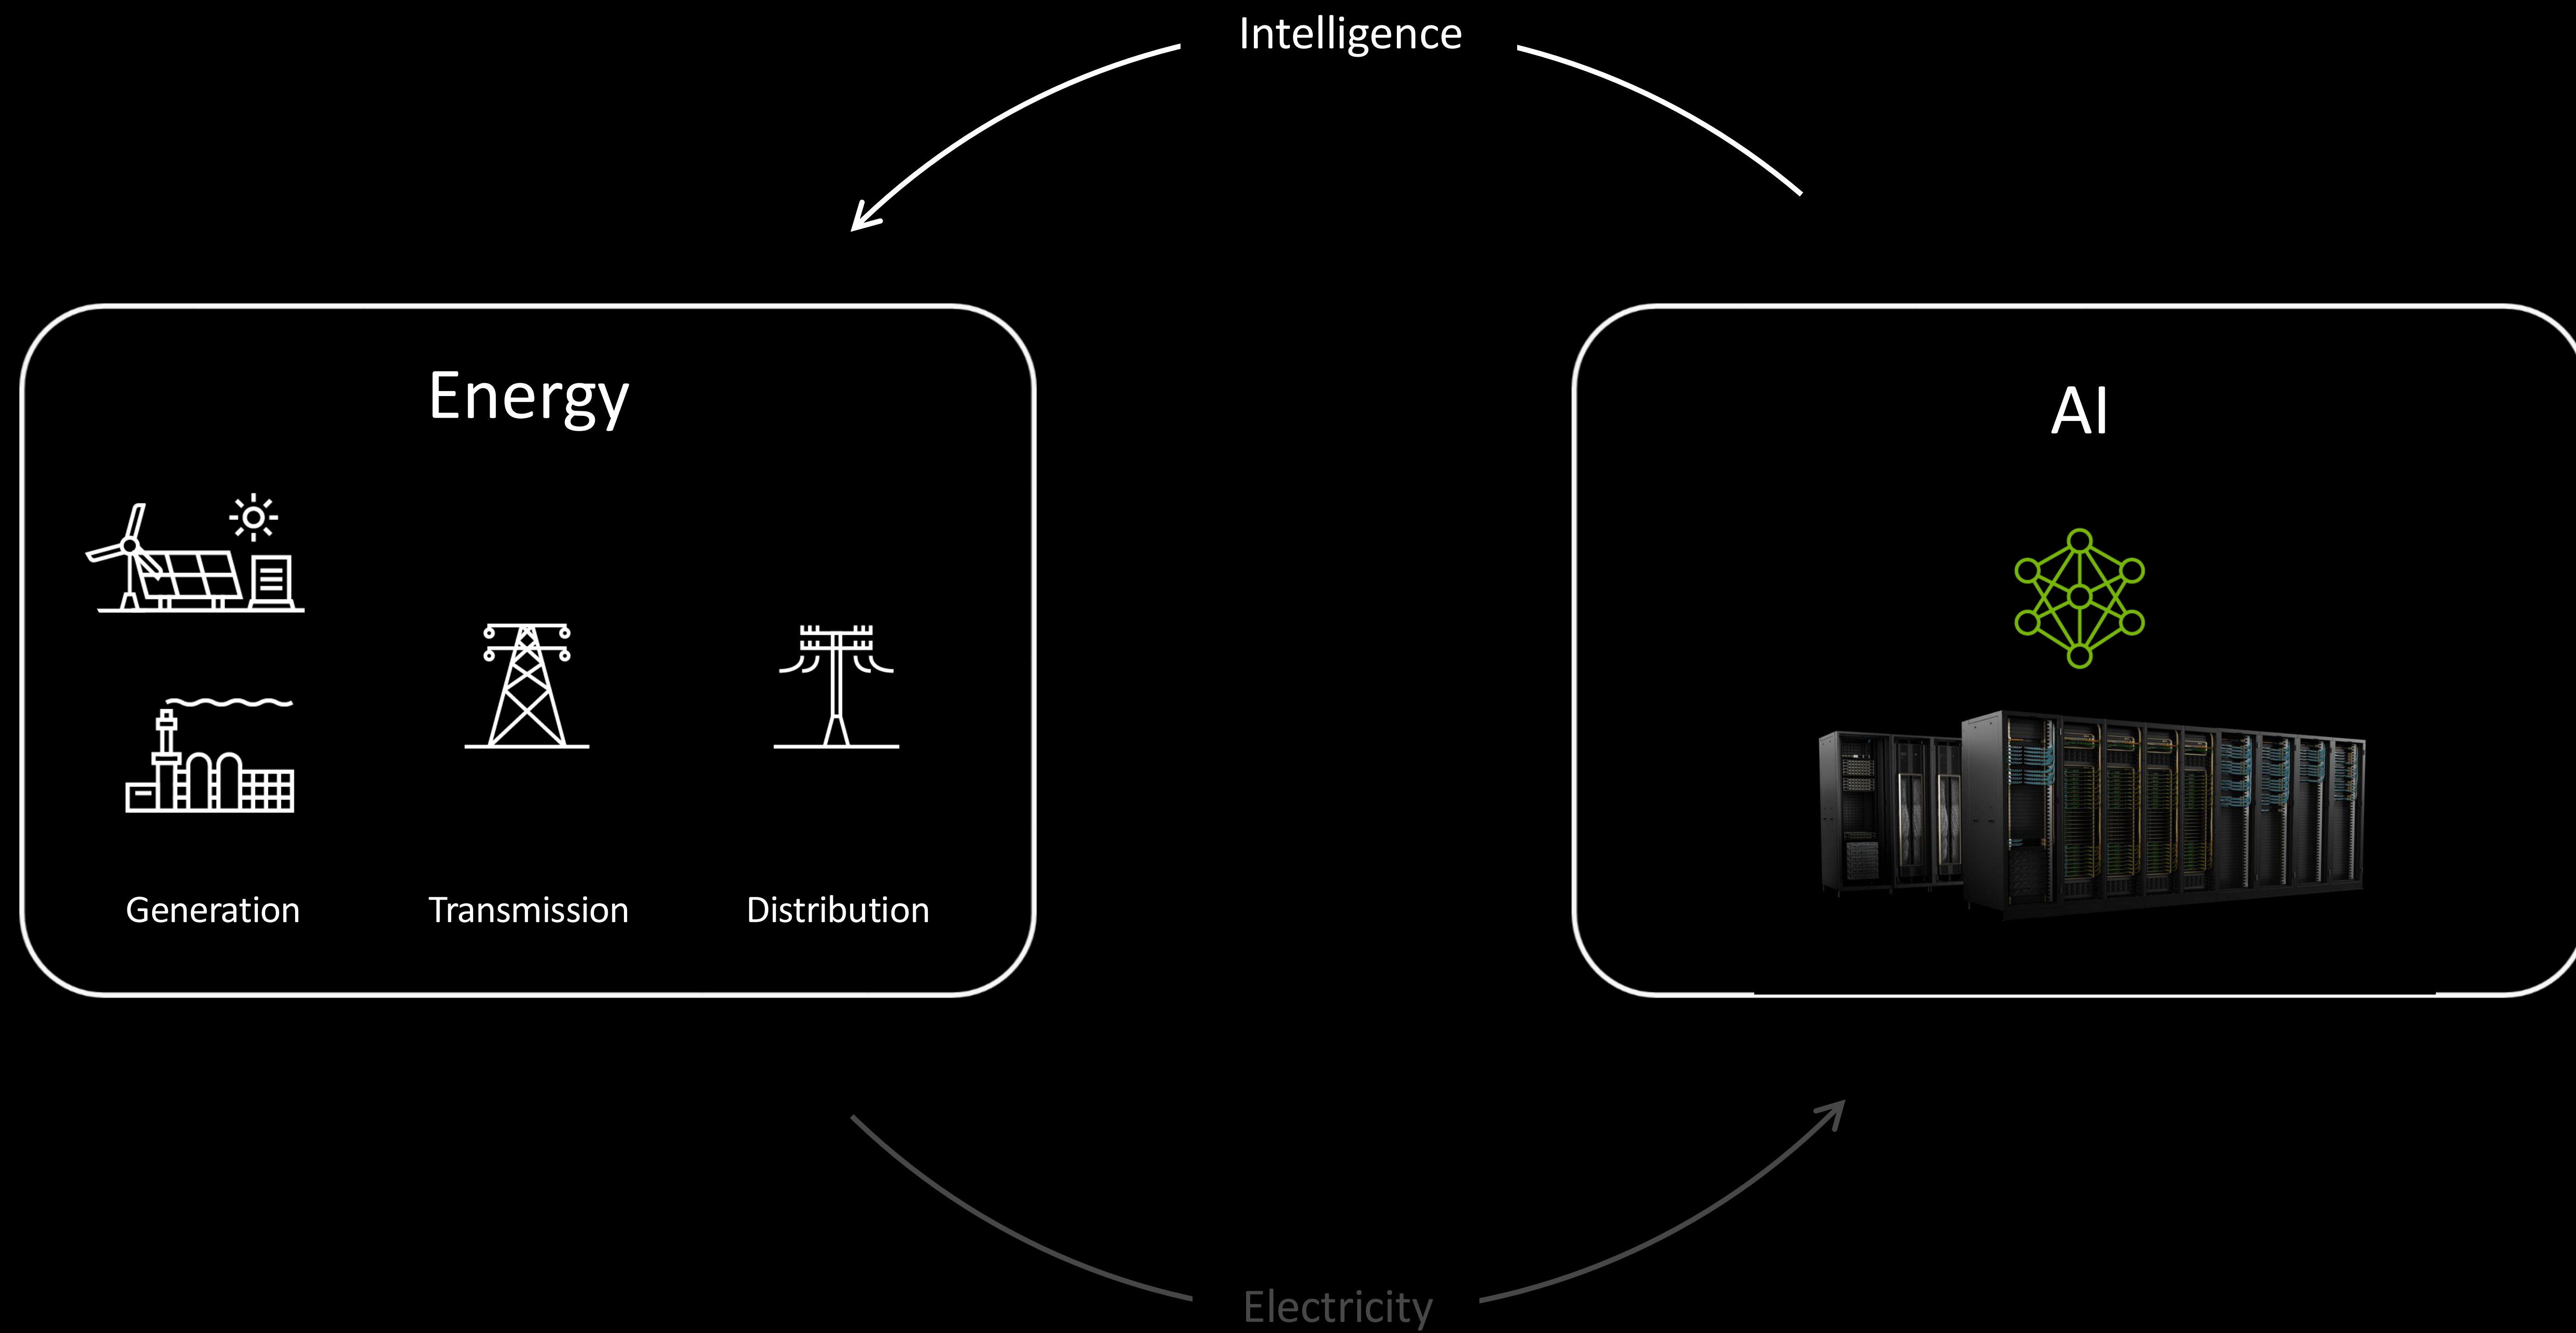 Intelligence
Energy
AI
Generation
Transmission
Distribution
Electricity